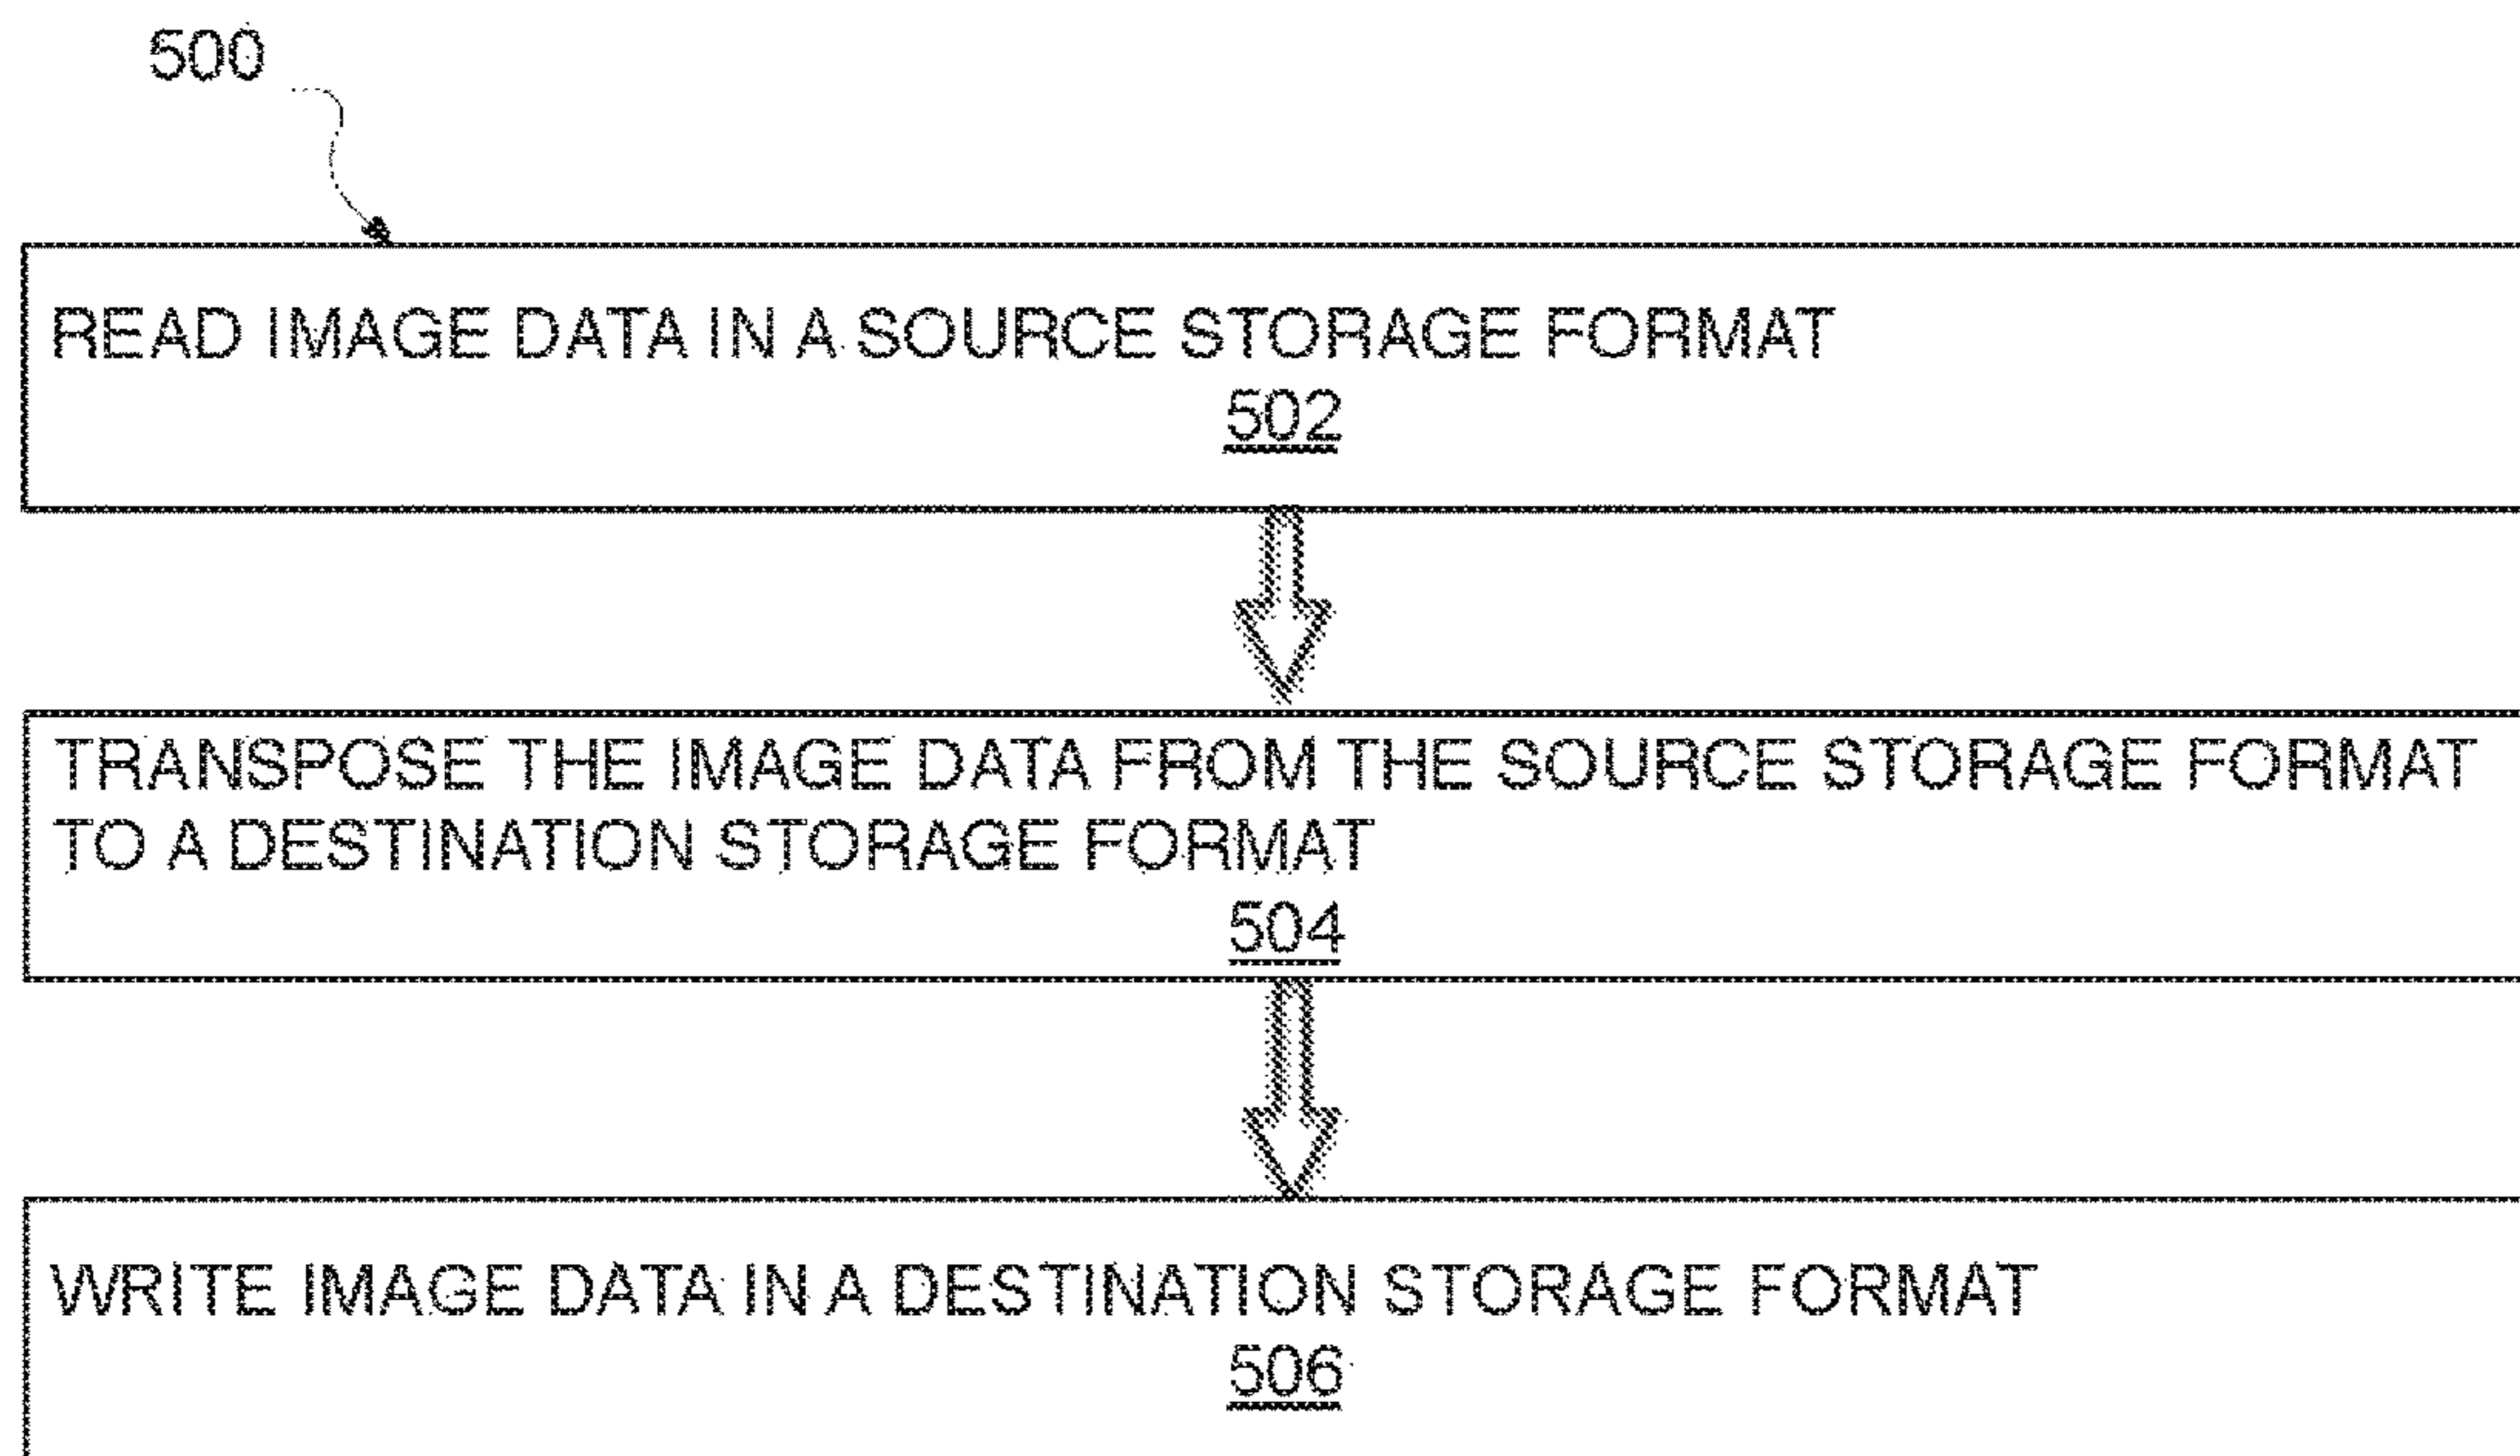 500
READ IMAGE DATA IN A SOURCE STORAGE FORMAT
502
TRANSPOSE THE IMAGE DATA FROM THE SOURCE STORAGE FORMAT
TO A DESTINATION STORAGE FORMAT
504
WRITE IMAGE DATA IN A DESTINATION STORAGE FORMAT
506